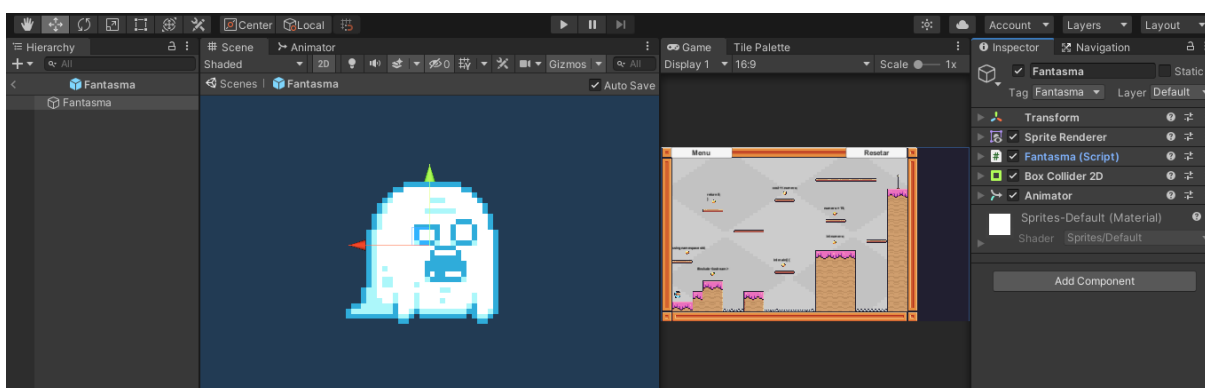 Center Local
Account Layers Layout
Hierarchy
All
Fantasma
Fantasma
Scene Animator
Shaded 2D 0 Gizmos All
Scenes Fantasma Auto Save
Game Tile Palette
Display 1 16:9 Scale 1x
Menu Resetar
Inspector Navigation
Fantasma Static
Tag Fantasma Layer Default
Transform
Sprite Renderer
# Fantasma (Script)
Box Collider 2D
Animator
Sprites-Default (Material)
Shader Sprites/Default
Add Component